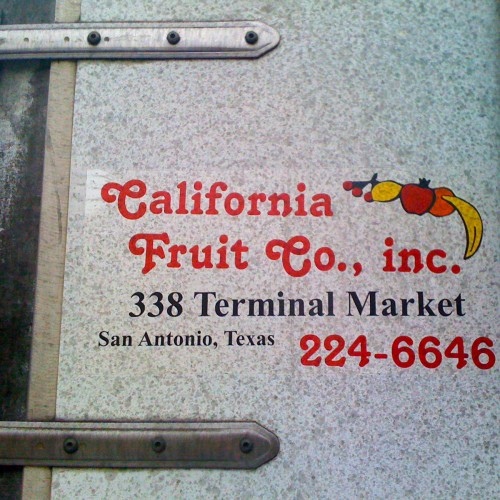 California
Fruit Co., inc.
338 Terminal Market
San Antonio, Texas
224-6646